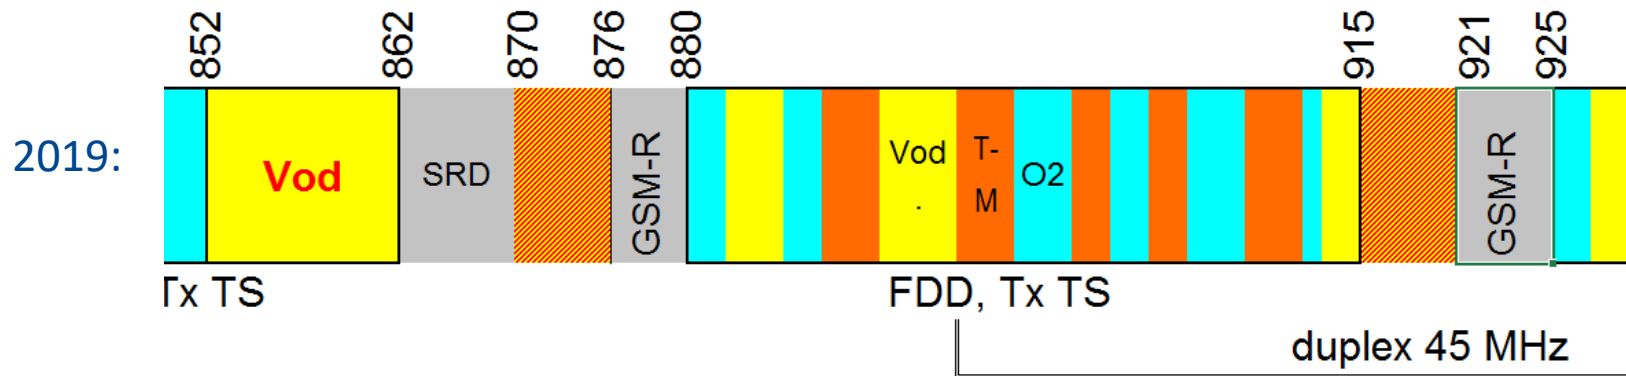 852 862 870 876 880 915 921 925
2019:
Vod SRD GSM-R Vod . T-M O2 GSM-R
Tx TS FDD, Tx TS
duplex 45 MHz